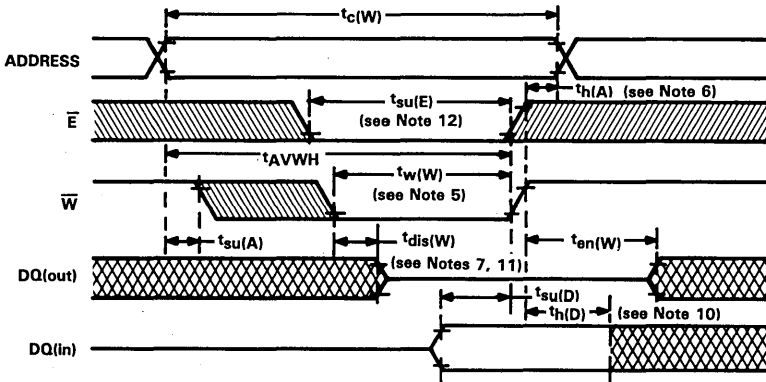 tc(W)
ADDRESS
th(A) (see Note 6)
E
tsu(E)
(see Note 12)
tAVWH
tw(W)
W
(see Note 5)
tsu(A)
tdis(W)
ten(W)
DQ(out)
(see Notes 7, 11)
tsu(D)
th(D) (see Note 10)
DQ(in)